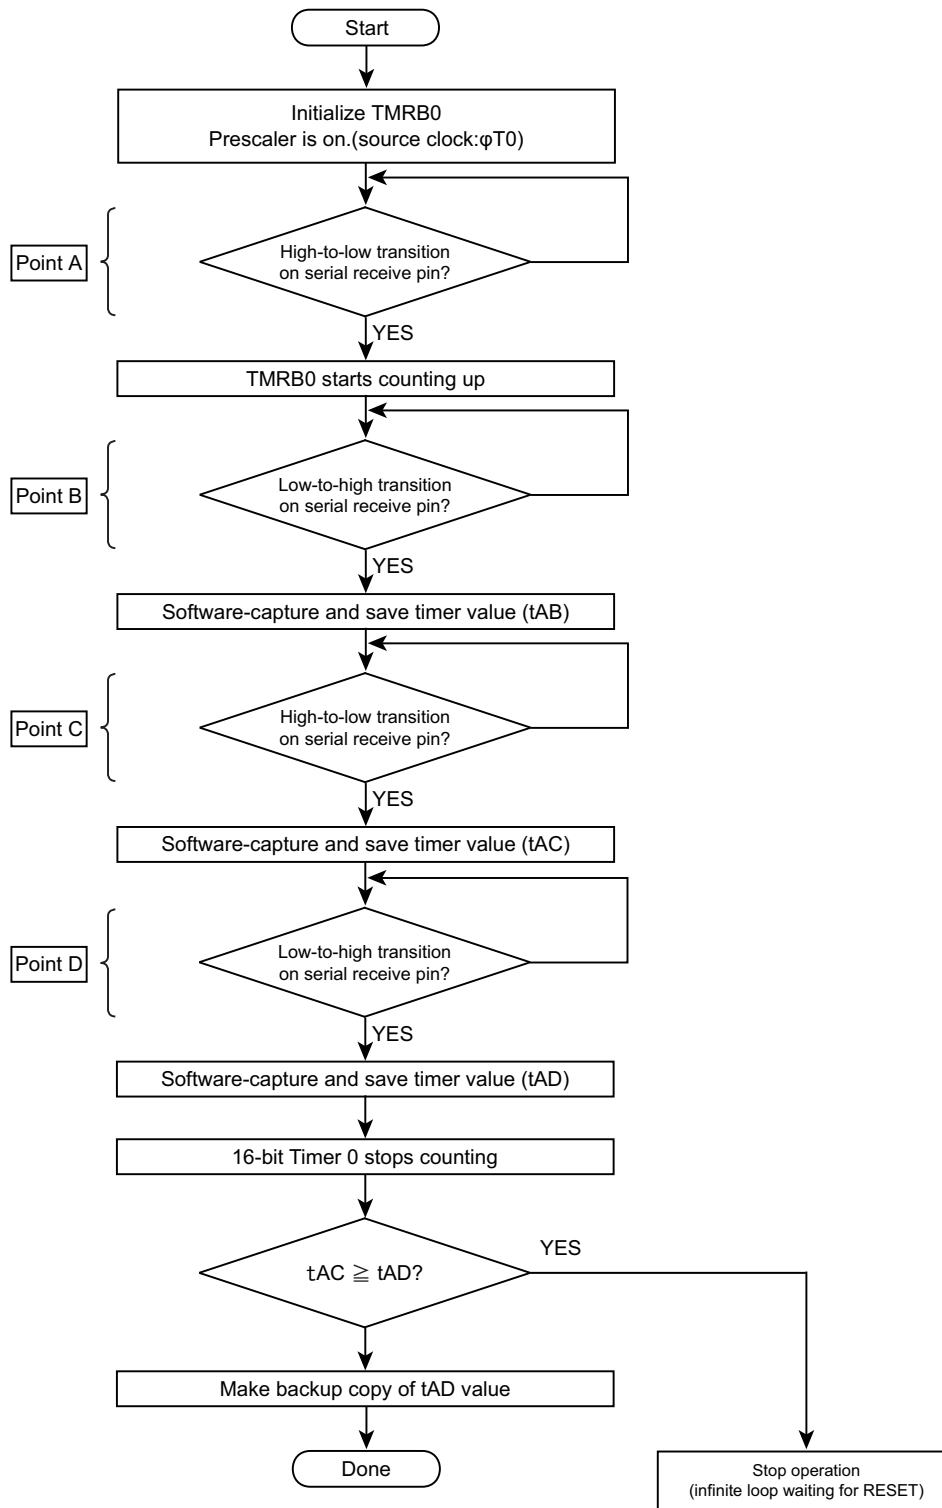 Start
Initialize TMRB0
Prescaler is on.(source clock:φT0)
Point A
High-to-low transition
on serial receive pin?
YES
TMRB0 starts counting up
Point B
Low-to-high transition
on serial receive pin?
YES
Software-capture and save timer value (tAB)
Point C
High-to-low transition
on serial receive pin?
YES
Software-capture and save timer value (tAC)
Point D
Low-to-high transition
on serial receive pin?
YES
Software-capture and save timer value (tAD)
16-bit Timer 0 stops counting
tAC ≧ tAD?
YES
Make backup copy of tAD value
Done
Stop operation
(infinite loop waiting for RESET)